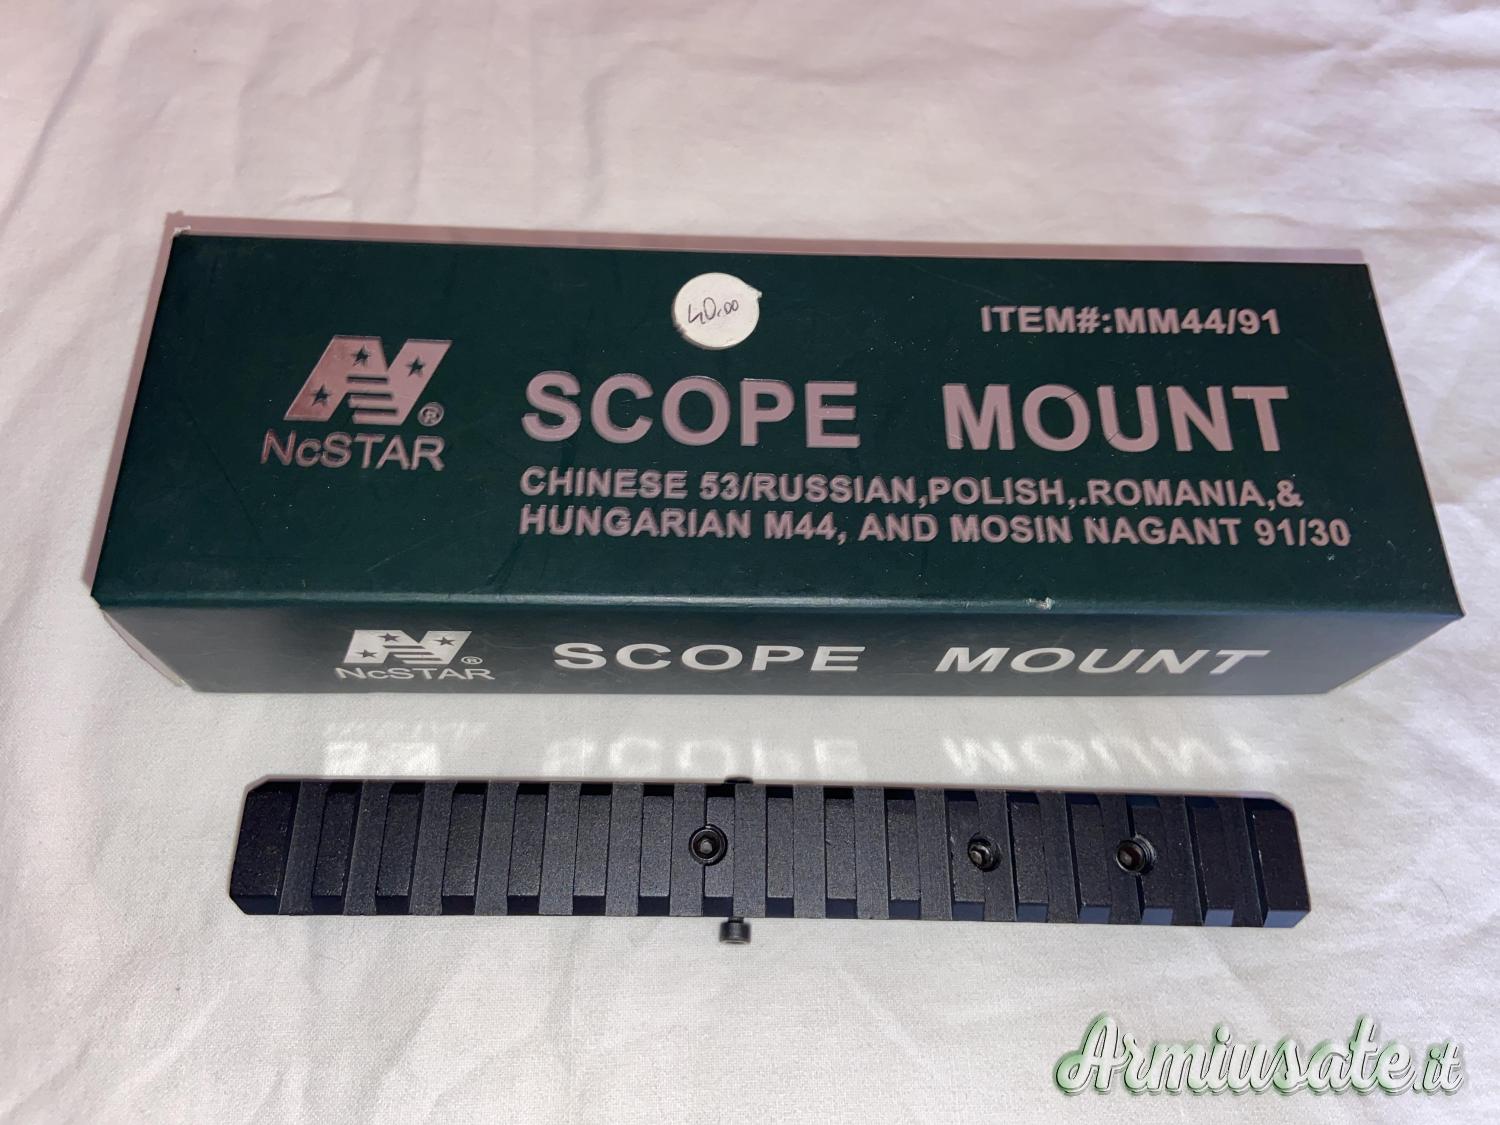 40.00
ITEM#:MM44/91
NcSTAR®
SCOPE MOUNT
CHINESE 53/RUSSIAN,POLISH,.ROMANIA,&
HUNGARIAN M44, AND MOSIN NAGANT 91/30
NcSTAR®
SCOPE MOUNT
Armiusate.it